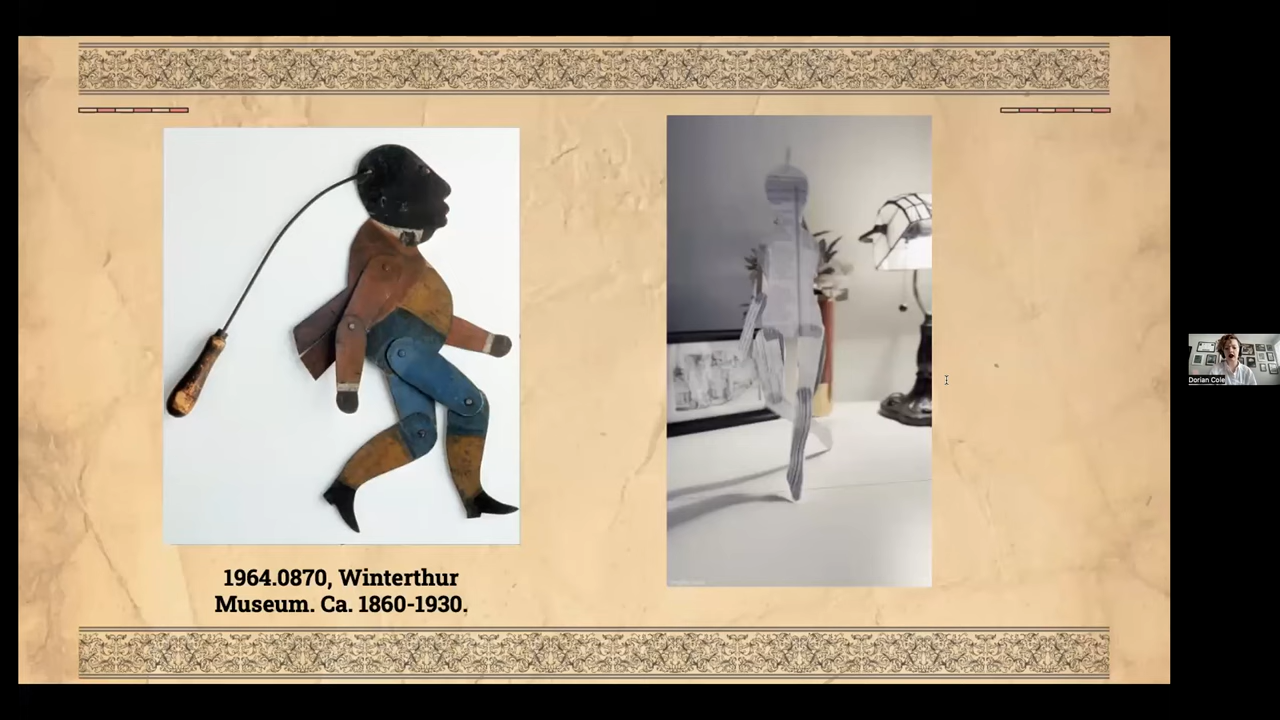 1964.0870, Winterthur
Museum. Ca. 1860-1930.
Dorian Cole